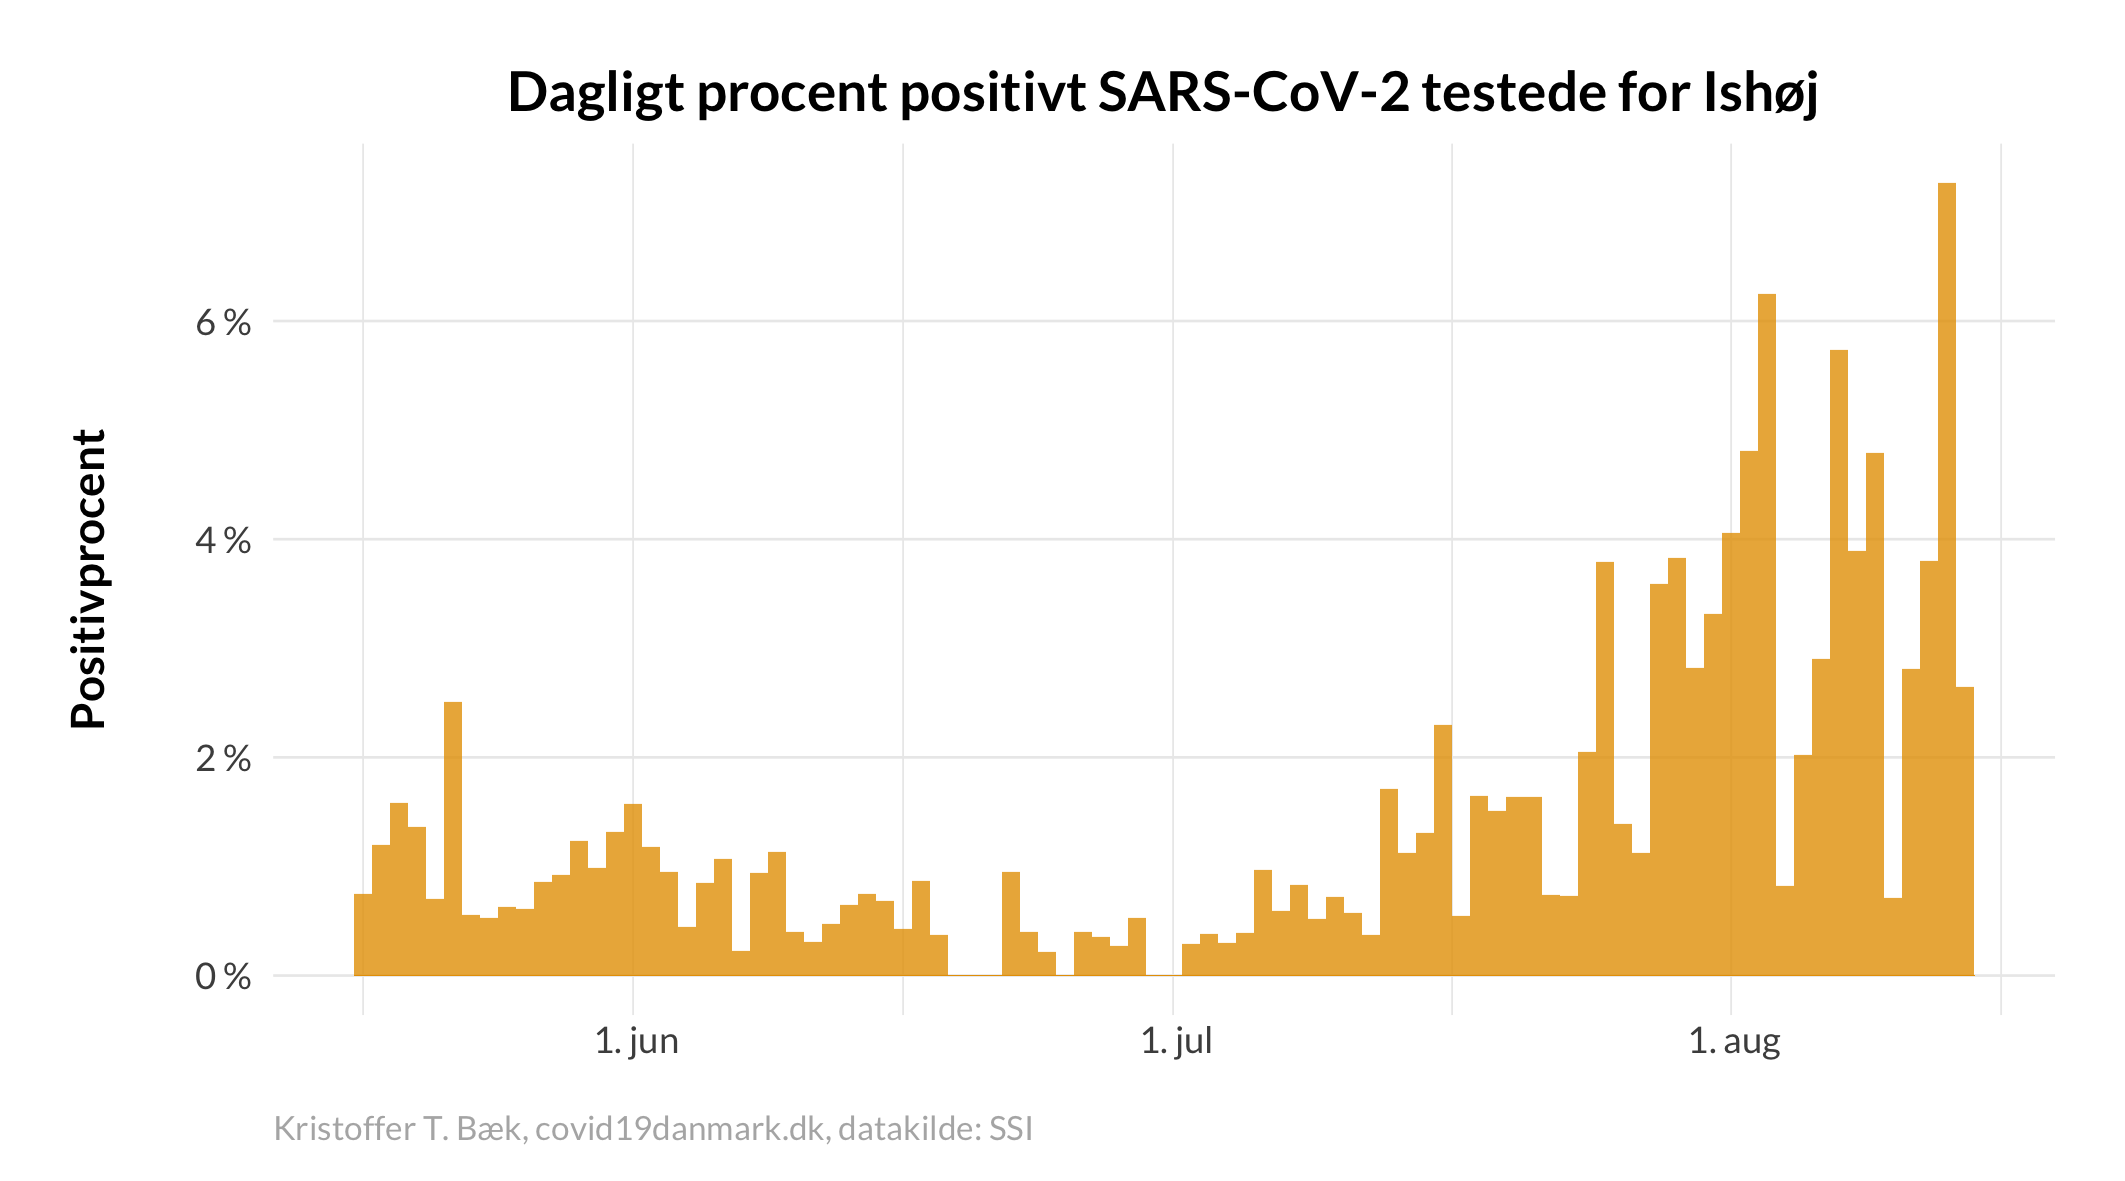 Dagligt procent positivt SARS-CoV-2 testede for Ishøj
Positivprocent
6 %
4 %
2 %
0 %
1. jun
1. jul
1. aug
Kristoffer T. Bæk, covid19danmark.dk, datakilde: SSI